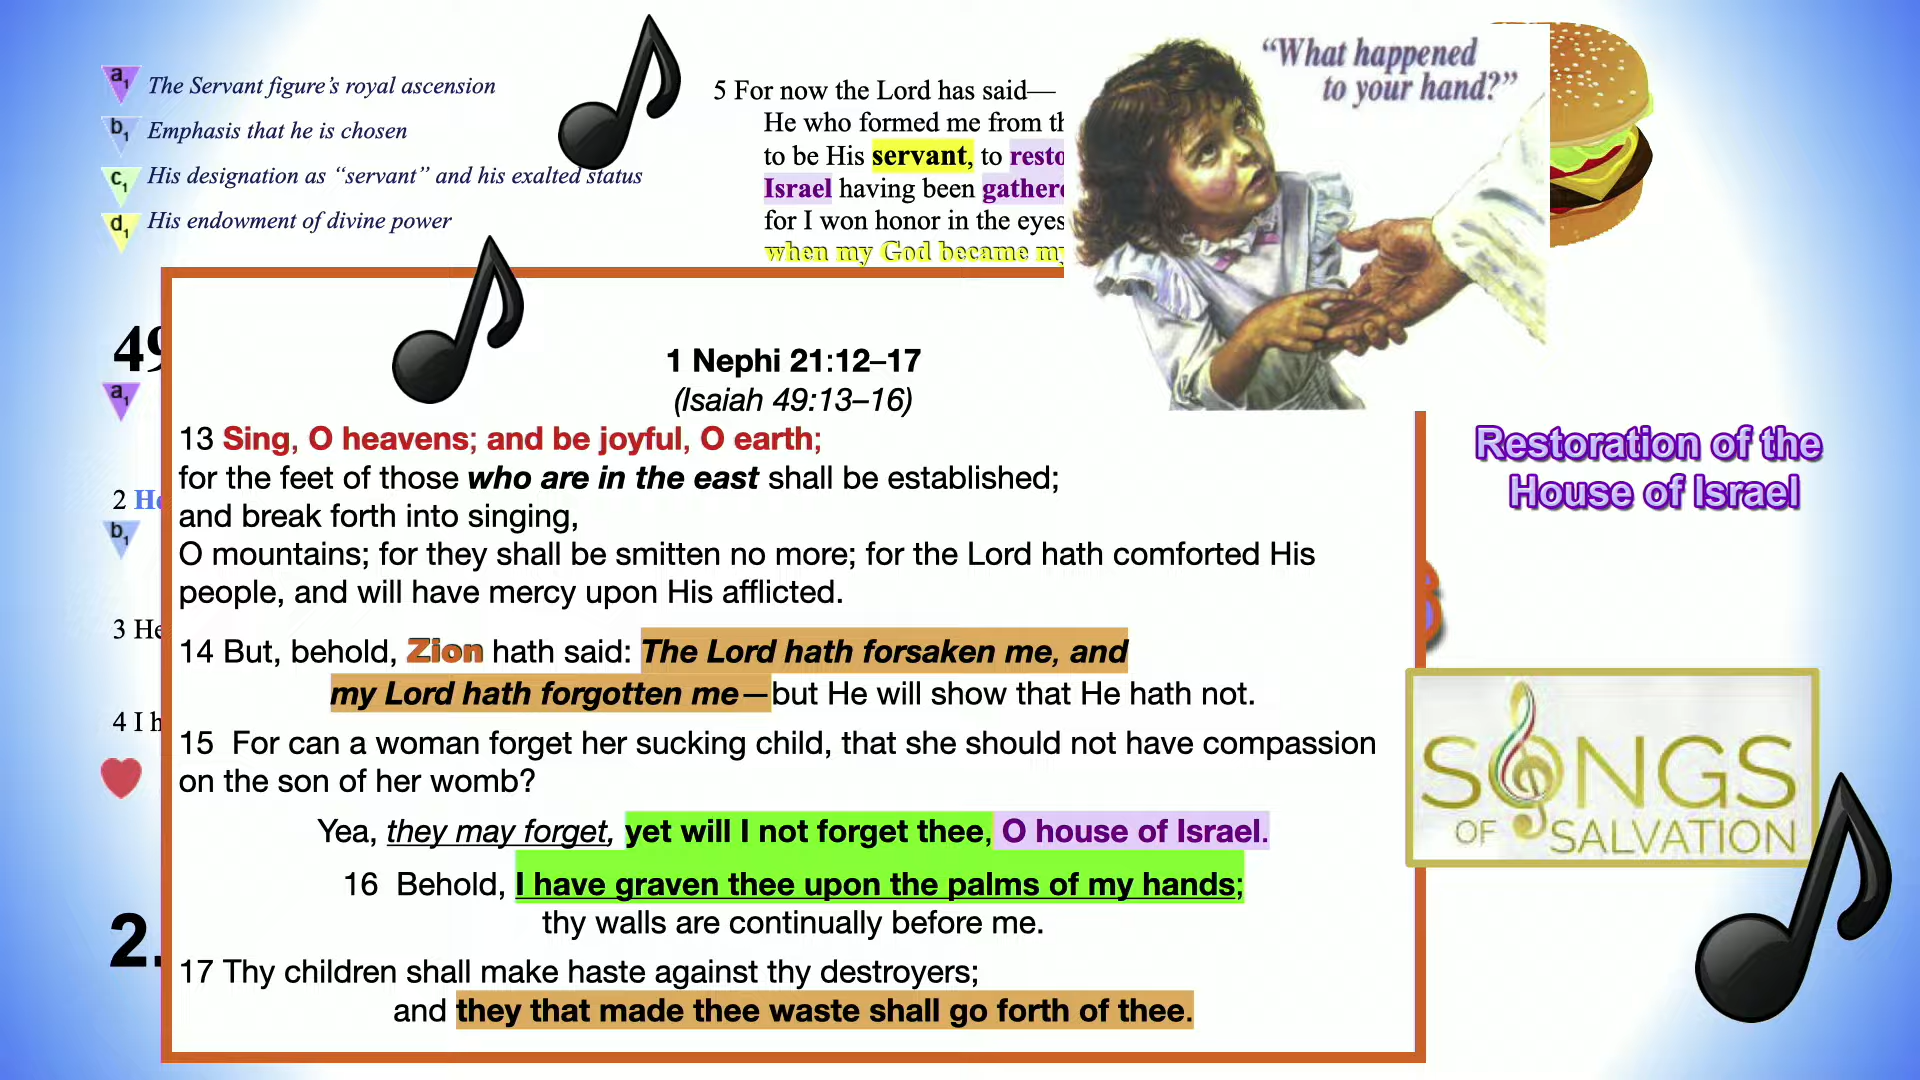 a1 The Servant figure’s royal ascension
b1 Emphasis that he is chosen
c1 His designation as “servant” and his exalted status
d1 His endowment of divine power
5 For now the Lord has said—
He who formed me from
to be His servant, to
Israel having been
for I won honor in the eyes
when my God became
“What happened
to your hand?”
49
a1
2
b1
3 He
4 I
2.
1 Nephi 21:12–17
(Isaiah 49:13–16)
13 Sing, O heavens; and be joyful, O earth;
for the feet of those who are in the east shall be established;
and break forth into singing,
O mountains; for they shall be smitten no more; for the Lord hath comforted His
people, and will have mercy upon His afflicted.
14 But, behold, Zion hath said: The Lord hath forsaken me, and
my Lord hath forgotten me—but He will show that He hath not.
15 For can a woman forget her sucking child, that she should not have compassion
on the son of her womb?
Yea, they may forget, yet will I not forget thee, O house of Israel.
16 Behold, I have graven thee upon the palms of my hands;
thy walls are continually before me.
17 Thy children shall make haste against thy destroyers;
and they that made thee waste shall go forth of thee.
Restoration of the
House of Israel
SONGS
OF SALVATION